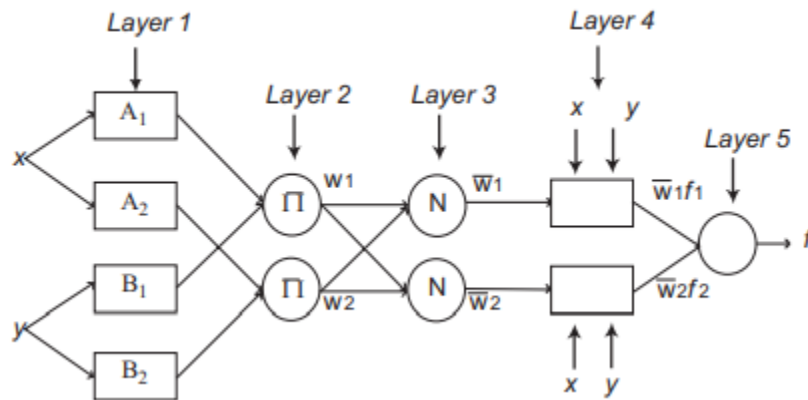 Layer 1
Layer 2
Layer 3
Layer 4
Layer 5
x
y
A₁
A₂
B₁
B₂
x
y
Π
Π
w1
w2
N
N
w̅1
w̅2
x y
w̅1f1
w̅2f2
f